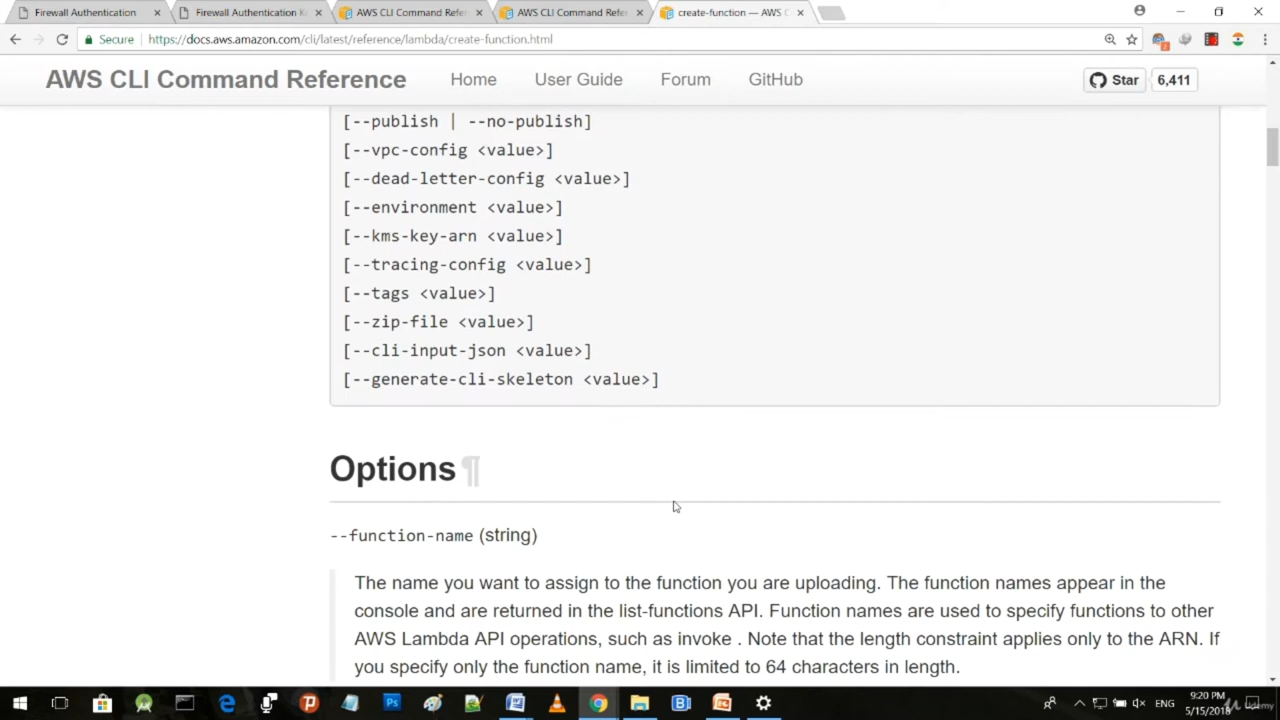 Firewall Authentication
Firewall Authentication K
AWS CLI Command Refer
AWS CLI Command Refer
create-function — AWS C
Secure
https://docs.aws.amazon.com/cli/latest/reference/lambda/create-function.html
AWS CLI Command Reference
Home
User Guide
Forum
GitHub
Star
6,411
[--publish | --no-publish]
[--vpc-config <value>]
[--dead-letter-config <value>]
[--environment <value>]
[--kms-key-arn <value>]
[--tracing-config <value>]
[--tags <value>]
[--zip-file <value>]
[--cli-input-json <value>]
[--generate-cli-skeleton <value>]
Options ¶
--function-name (string)
The name you want to assign to the function you are uploading. The function names appear in the
console and are returned in the list-functions API. Function names are used to specify functions to other
AWS Lambda API operations, such as invoke . Note that the length constraint applies only to the ARN. If
you specify only the function name, it is limited to 64 characters in length.
ENG
9:20 PM
5/15/2018
Udemy